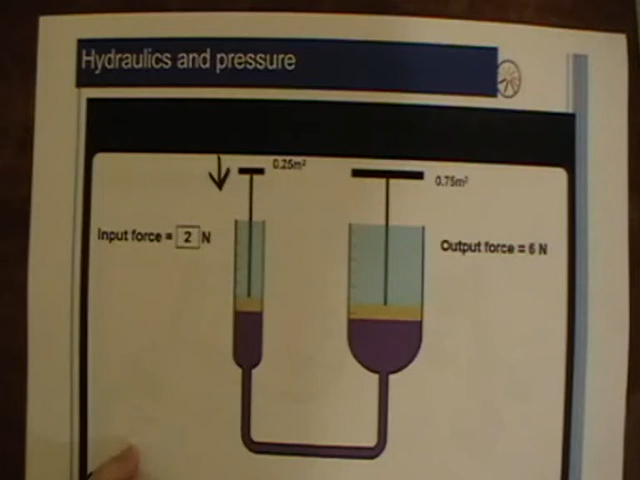 Hydraulics and pressure
0.25m²
0.75m²
Input force = 2 N
Output force = 6 N